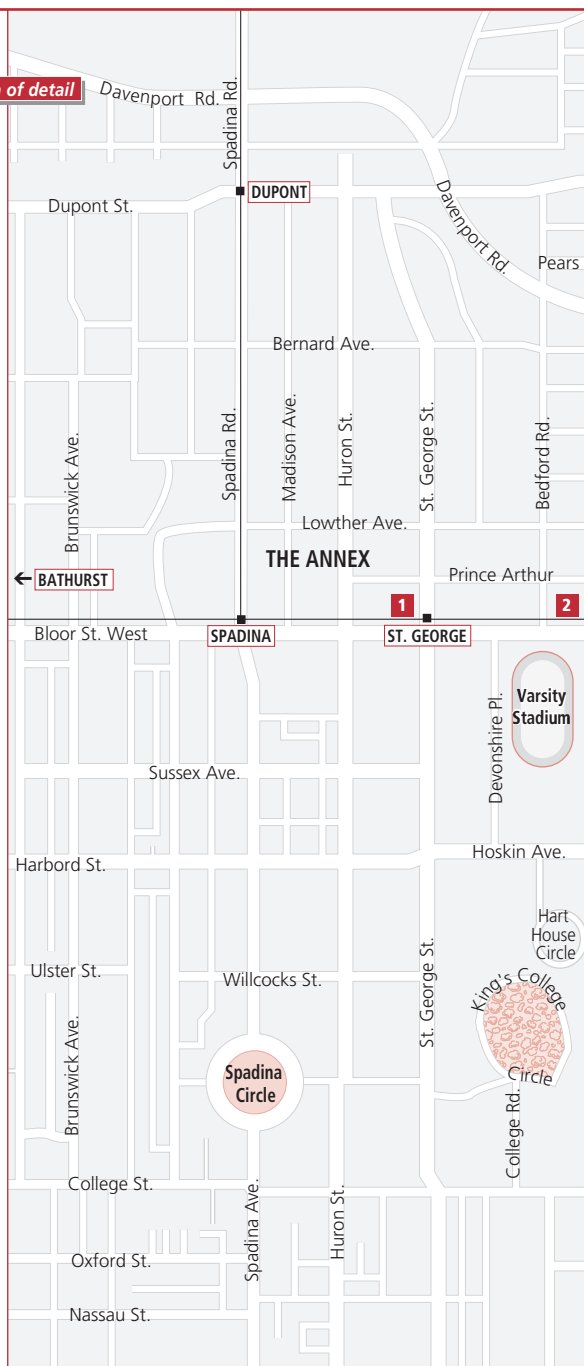 of detail
Davenport Rd.
Spadina Rd.
DUPONT
Dupont St.
Davenport Rd.
Pears
Bernard Ave.
Brunswick Ave.
Spadina Rd.
Madison Ave.
Huron St.
St. George St.
Bedford Rd.
Lowther Ave.
THE ANNEX
← BATHURST
Prince Arthur
1
2
Bloor St. West
SPADINA
ST. GEORGE
Varsity
Stadium
Devonshire Pl.
Sussex Ave.
Hoskin Ave.
Harbord St.
Hart
House
Circle
Ulster St.
Willcocks St.
St. George St.
King's College
Circle
Brunswick Ave.
Spadina
Circle
College Rd.
College St.
Spadina Ave.
Huron St.
Oxford St.
Nassau St.